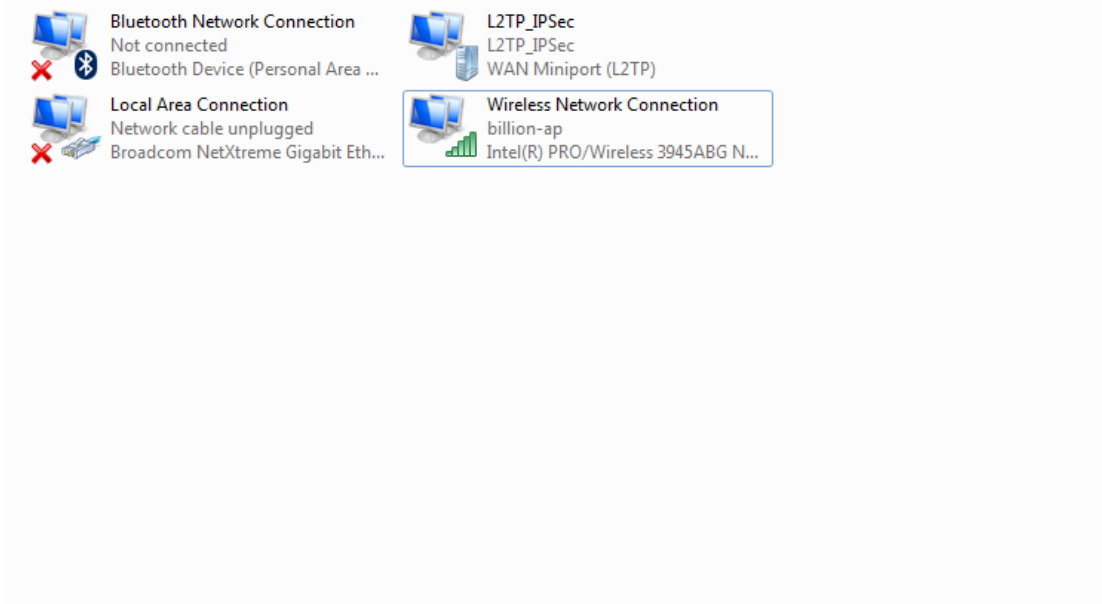 Bluetooth Network Connection
Not connected
Bluetooth Device (Personal Area ...
L2TP_IPSec
L2TP_IPSec
WAN Miniport (L2TP)
Local Area Connection
Network cable unplugged
Broadcom NetXtreme Gigabit Eth...
Wireless Network Connection
billion-ap
Intel(R) PRO/Wireless 3945ABG N...